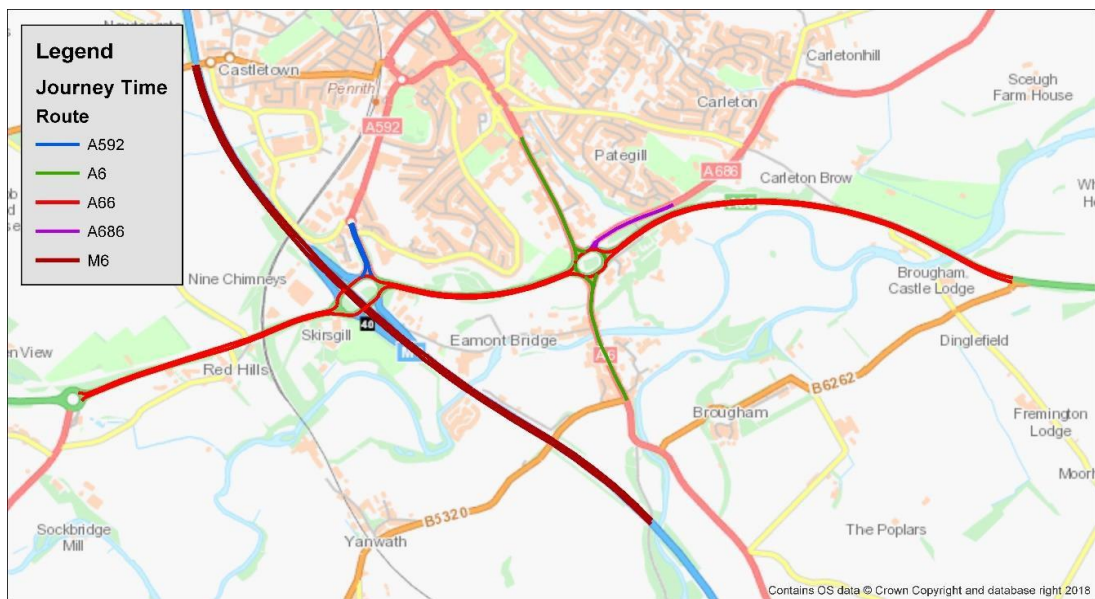 Legend
Journey Time
Route
A592
A6
A66
A686
M6
Castletown
Penrith
A592
Carletonhill
Sceugh
Farm House
Carleton
Pategill
A686
Carleton Brow
Nine Chimneys
Brougham
Castle Lodge
40
Skirsgill
Eamont Bridge
Dinglefield
Red Hills
A6
B6262
Brougham
Fremington
Lodge
B5320
Sockbridge
Mill
Yanwath
The Poplars
Contains OS data © Crown Copyright and database right 2018